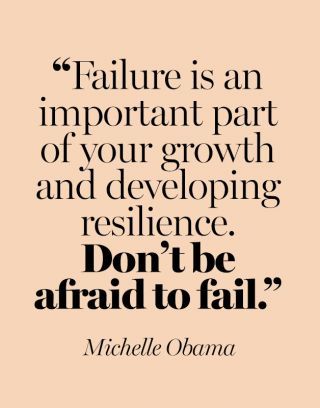 “Failure is an
important part
of your growth
and developing
resilience.
Don’t be
afraid to fail.”
Michelle Obama